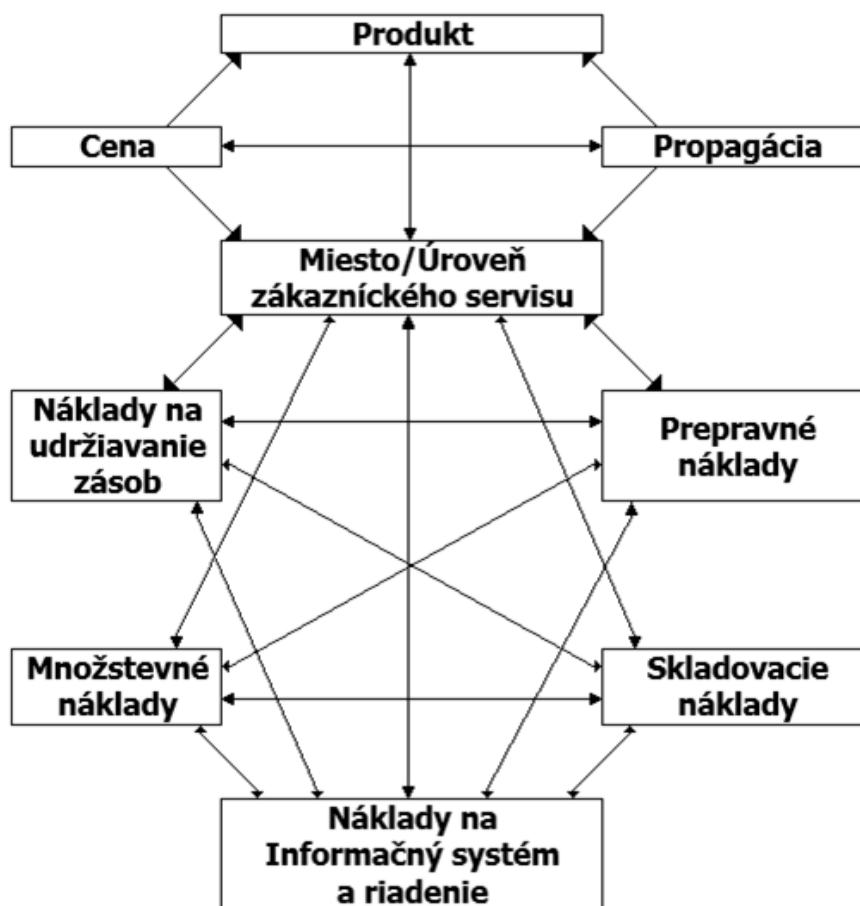 Produkt
Cena
Propagácia
Miesto/Úroveň
zákazníckého servisu
Náklady na
udržiavanie
zásob
Prepravné
náklady
Množstevné
náklady
Skladovacie
náklady
Náklady na
Informačný systém
a riadenie